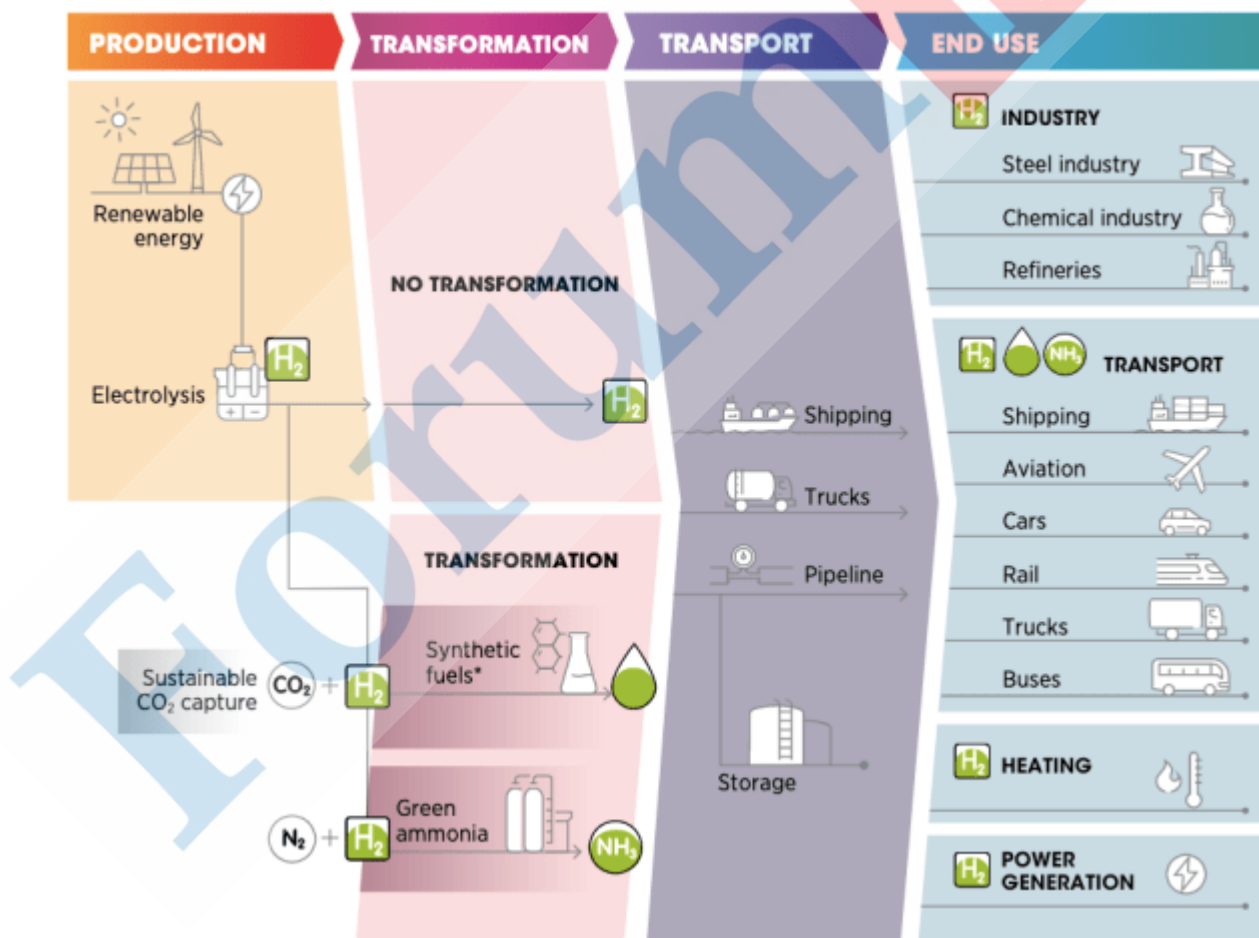 PRODUCTION
TRANSFORMATION
TRANSPORT
END USE
Renewable
energy
Electrolysis
H₂
+ −
NO TRANSFORMATION
H₂
TRANSFORMATION
Sustainable
CO₂ capture
CO₂ + H₂
Synthetic
fuels*
N₂ + H₂
Green
ammonia
NH₃
Shipping
Trucks
Pipeline
Storage
H₂ INDUSTRY
Steel industry
Chemical industry
Refineries
H₂ NH₃ TRANSPORT
Shipping
Aviation
Cars
Rail
Trucks
Buses
H₂ HEATING
H₂ POWER
GENERATION
Forum